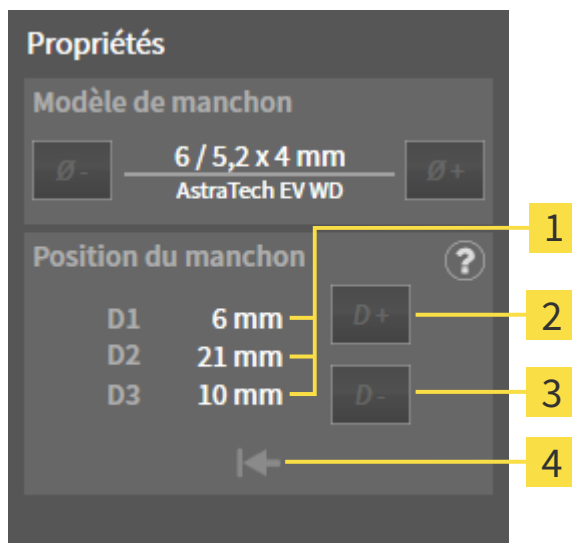 Propriétés
Modèle de manchon
Ø -
6 / 5,2 x 4 mm
Ø +
AstraTech EV WD
1
Position du manchon
?
D1 6 mm
D +
2
D2 21 mm
D3 10 mm
D -
3
4